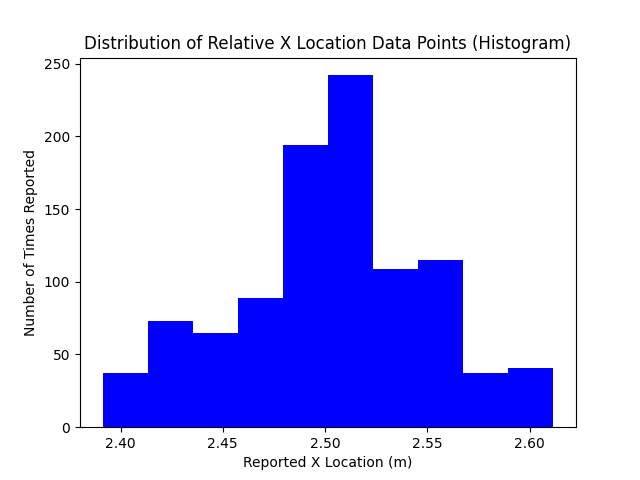 Distribution of Relative X Location Data Points (Histogram)
Number of Times Reported
250
200
150
100
50
0
2.40 2.45 2.50 2.55 2.60
Reported X Location (m)